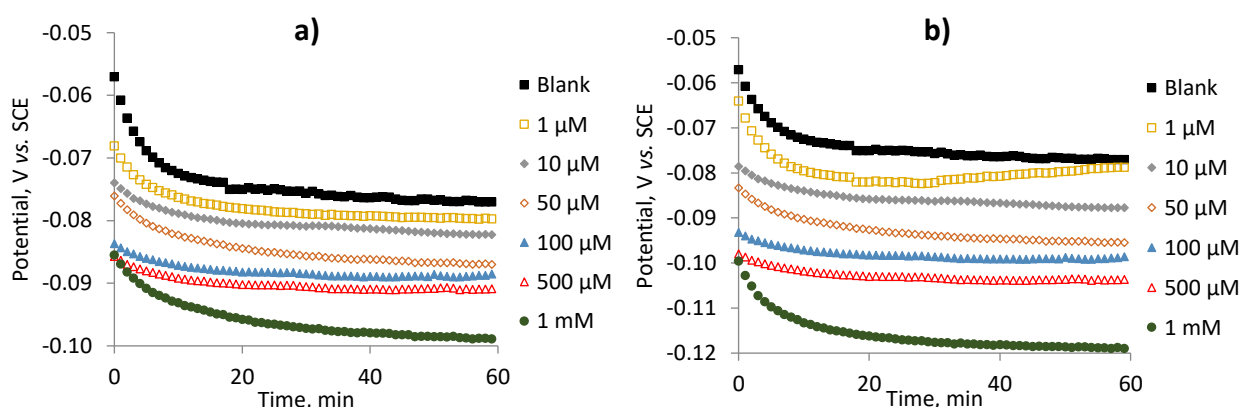 a)
Potential, V vs. SCE
-0.05
-0.06
-0.07
-0.08
-0.09
-0.10
0
20
40
60
Time, min
Blank
1 μM
10 μM
50 μM
100 μM
500 μM
1 mM
b)
Potential, V vs. SCE
-0.05
-0.06
-0.07
-0.08
-0.09
-0.10
-0.11
-0.12
0
20
40
60
Time, min
Blank
1 μM
10 μM
50 μM
100 μM
500 μM
1 mM